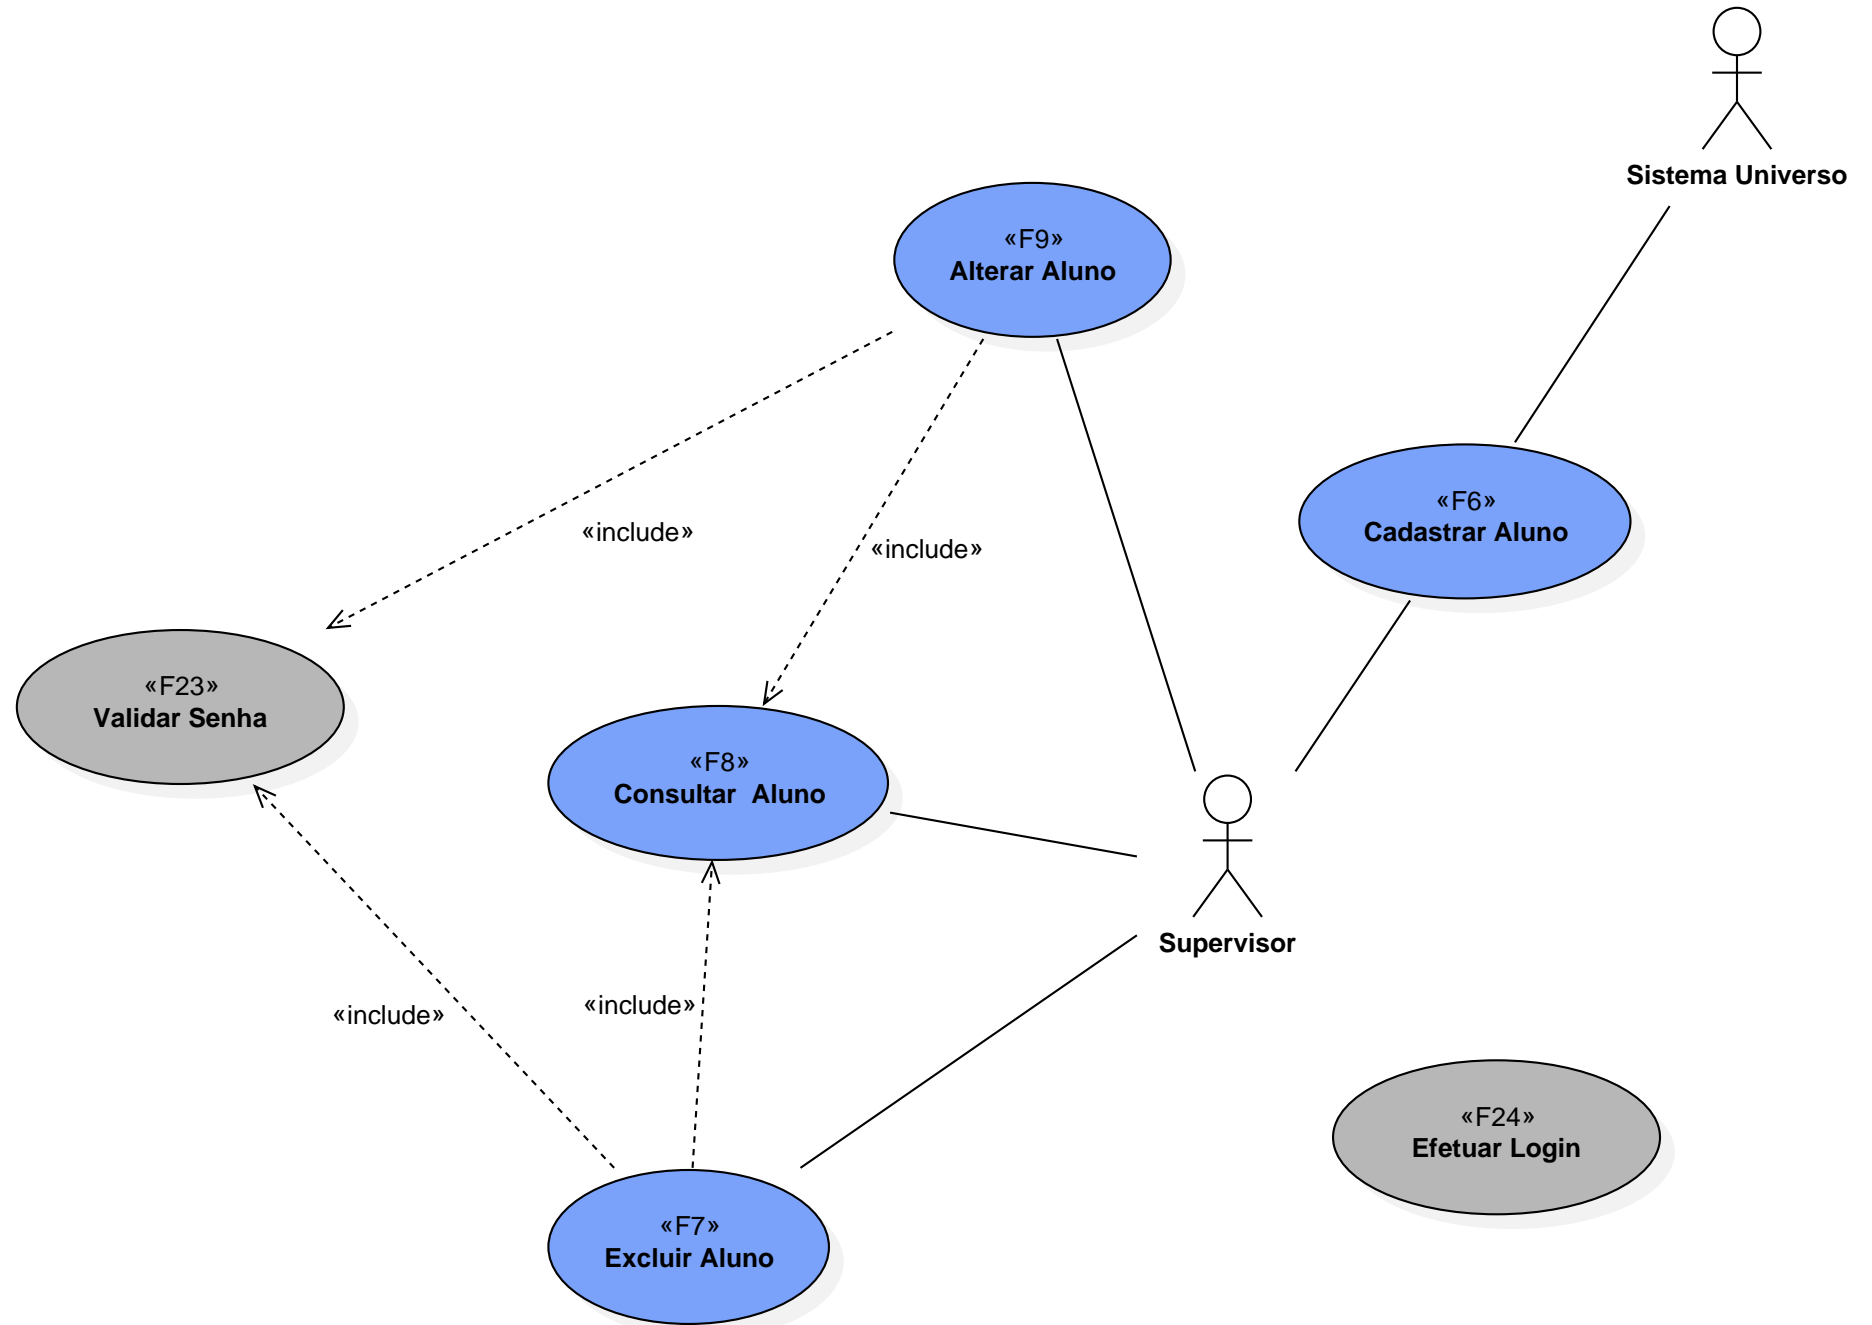 Sistema Universo
«F9»
Alterar Aluno
«F6»
Cadastrar Aluno
«include»
«include»
«F23»
Validar Senha
«F8»
Consultar  Aluno
Supervisor
«include»
«include»
«F24»
Efetuar Login
«F7»
Excluir Aluno